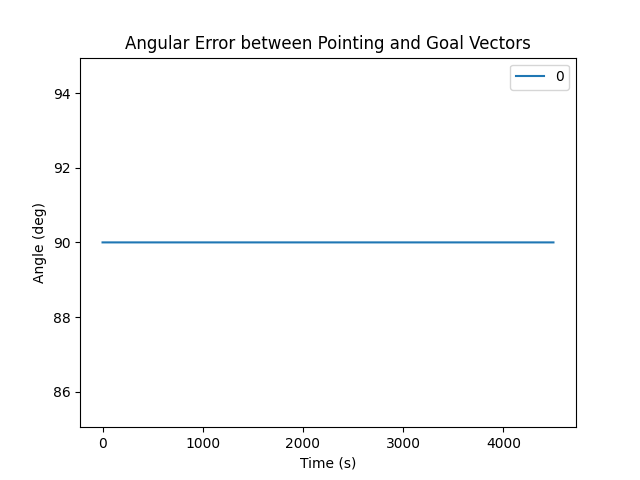 Angular Error between Pointing and Goal Vectors
0
94
92
90
88
86
Angle (deg)
0 1000 2000 3000 4000
Time (s)